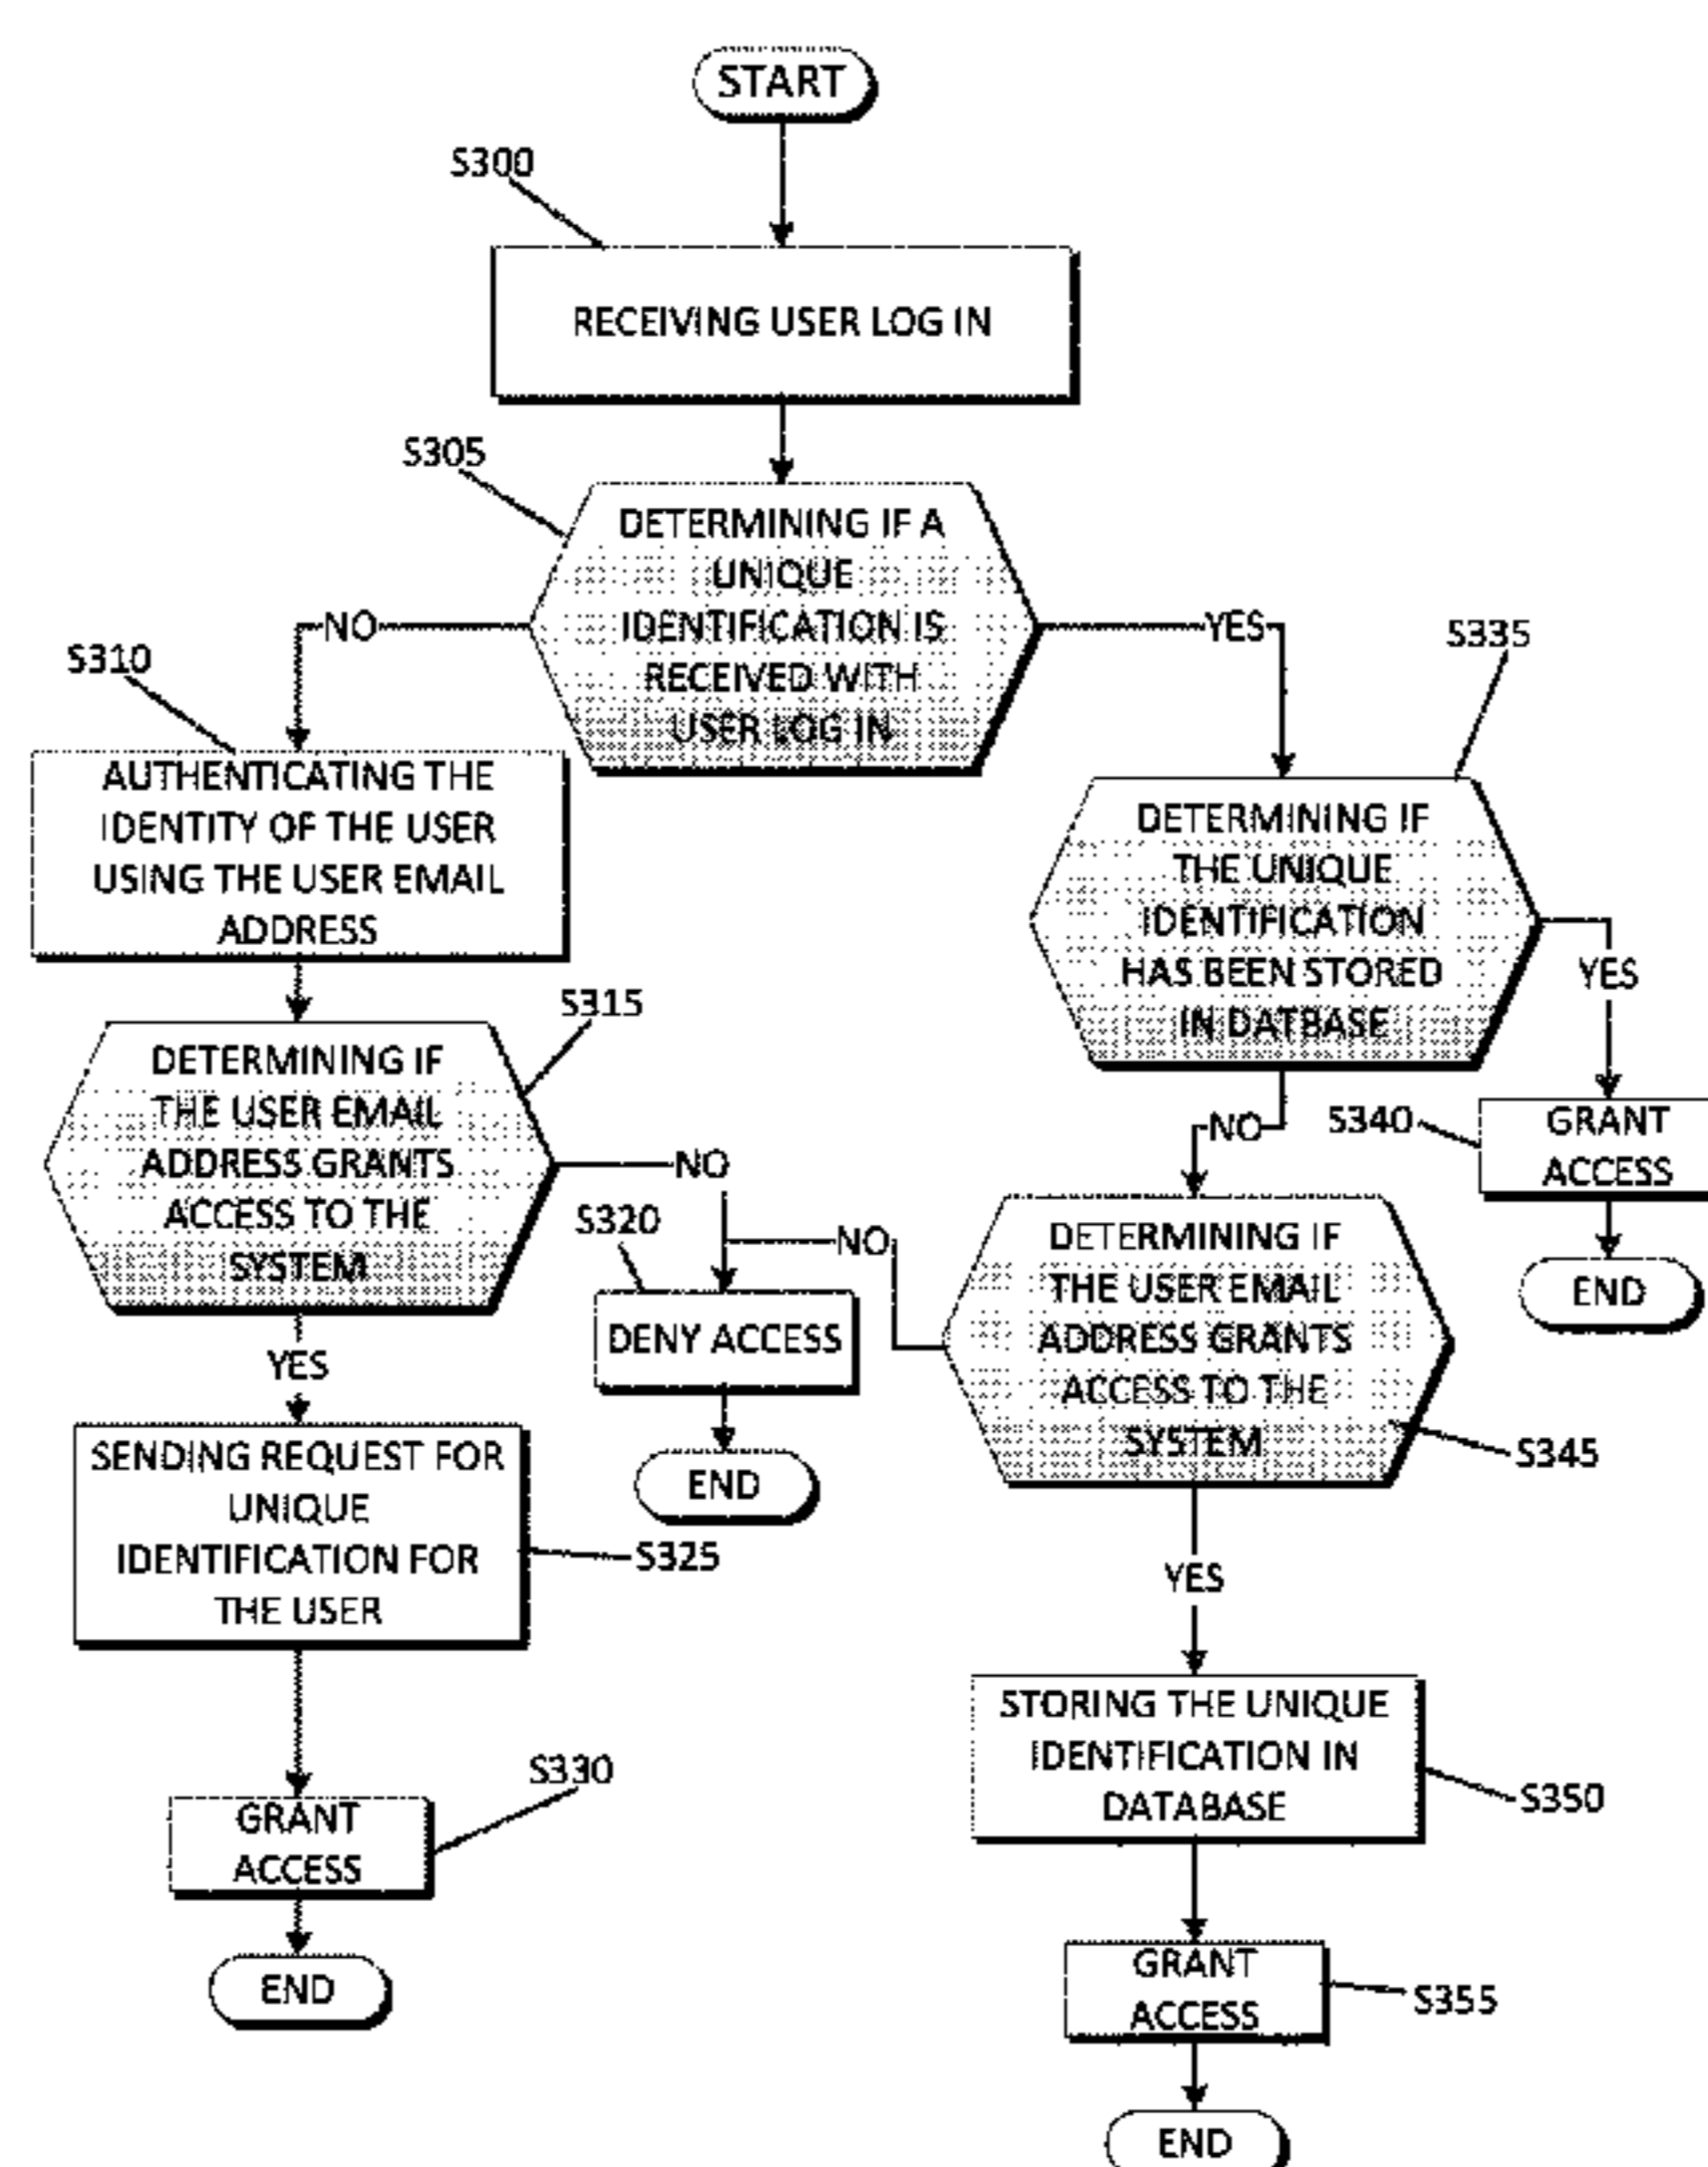 START
S300
RECEIVING USER LOG IN
S305
DETERMINING IF A
UNIQUE
IDENTIFICATION IS
RECEIVED WITH
USER LOG IN
NO
YES
S310
S335
AUTHENTICATING THE
IDENTITY OF THE USER
USING THE USER EMAIL
ADDRESS
DETERMINING IF
THE UNIQUE
IDENTIFICATION
HAS BEEN STORED
IN DATBASE
YES
NO
S340
GRANT
ACCESS
END
S315
DETERMINING IF
THE USER EMAIL
ADDRESS GRANTS
ACCESS TO THE
SYSTEM
NO
S320
NO
DENY ACCESS
END
DETERMINING IF
THE USER EMAIL
ADDRESS GRANTS
ACCESS TO THE
SYSTEM
S345
YES
SENDING REQUEST FOR
UNIQUE
IDENTIFICATION FOR
THE USER
S325
YES
STORING THE UNIQUE
IDENTIFICATION IN
DATABASE
S350
S330
GRANT
ACCESS
END
GRANT
ACCESS
S355
END